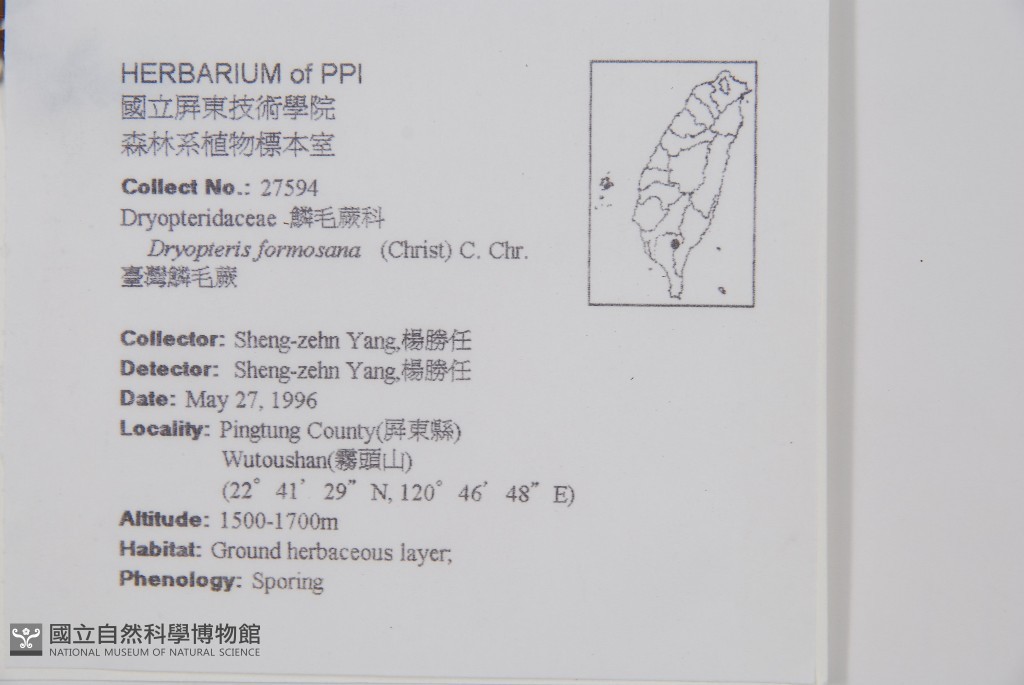 HERBARIUM of PPI
國立屏東技術學院
森林系植物標本室
Collect No.: 27594
Dryopteridaceae -鱗毛蕨科
Dryopteris formosana (Christ) C. Chr.
臺灣鱗毛蕨
Collector: Sheng-zehn Yang,楊勝任
Detector: Sheng-zehn Yang,楊勝任
Date: May 27, 1996
Locality: Pingtung County(屏東縣)
Wutoushan(霧頭山)
(22° 41′ 29” N, 120° 46′ 48” E)
Altitude: 1500-1700m
Habitat: Ground herbaceous layer;
Phenology: Sporing
國立自然科學博物館
NATIONAL MUSEUM OF NATURAL SCIENCE